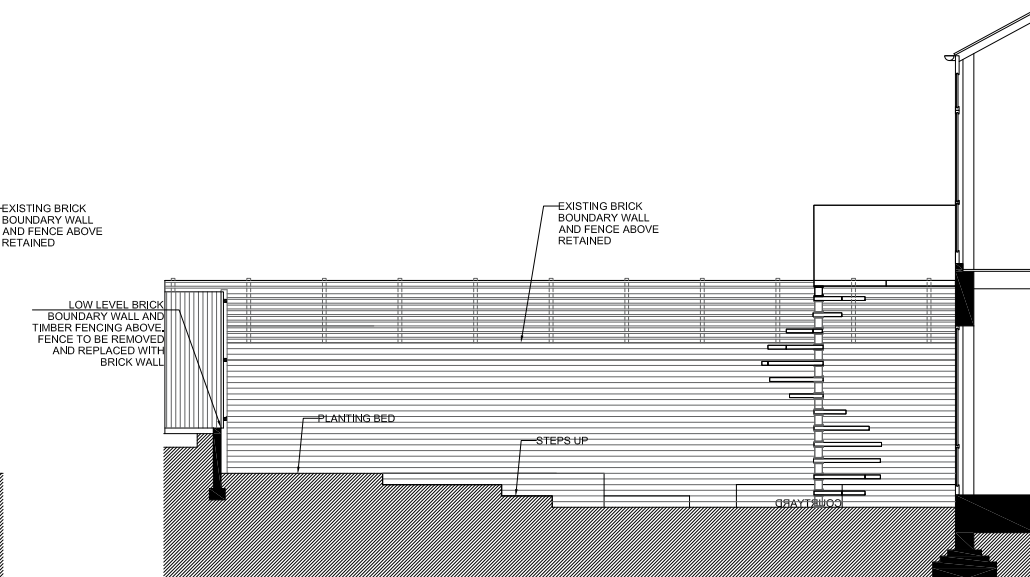 EXISTING BRICK
BOUNDARY WALL
AND FENCE ABOVE
RETAINED
EXISTING BRICK
BOUNDARY WALL
AND FENCE ABOVE
RETAINED
LOW LEVEL BRICK
BOUNDARY WALL AND
TIMBER FENCING ABOVE,
FENCE TO BE REMOVED
AND REPLACED WITH
BRICK WALL
PLANTING BED
STEPS UP
COURTYARD